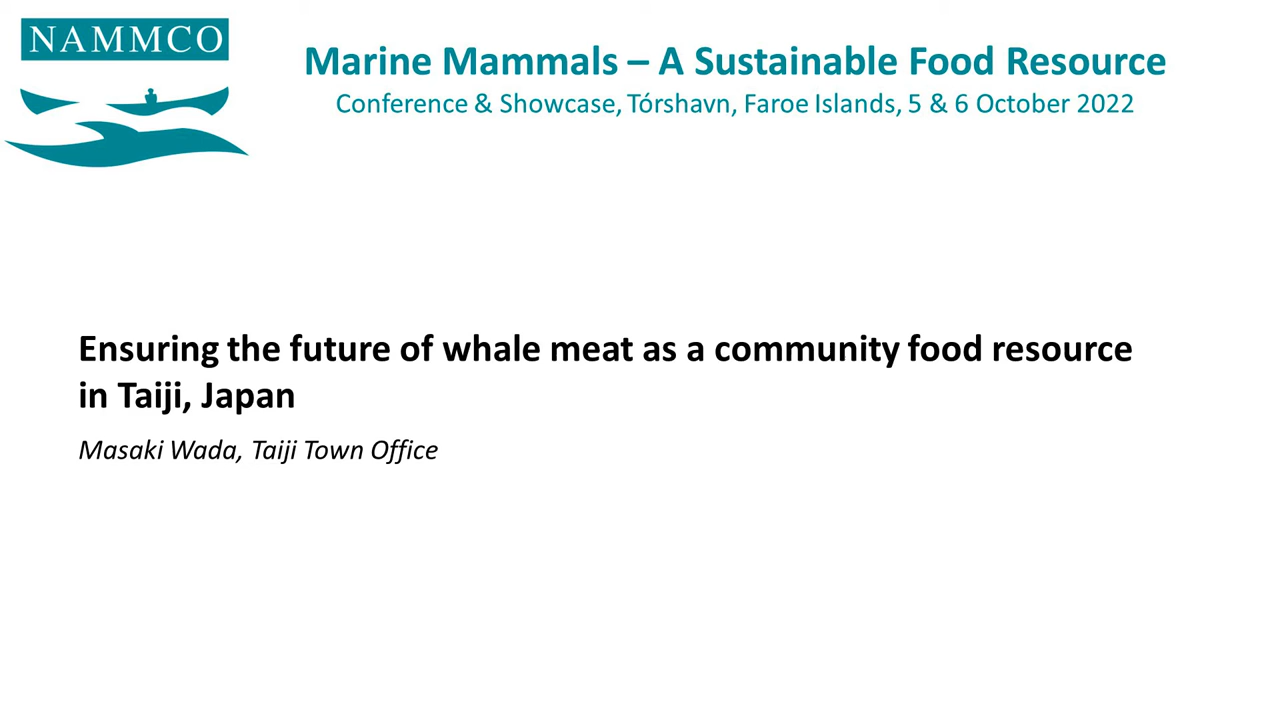 NAMMCO
Marine Mammals – A Sustainable Food Resource
Conference & Showcase, Tórshavn, Faroe Islands, 5 & 6 October 2022
Ensuring the future of whale meat as a community food resource
in Taiji, Japan
Masaki Wada, Taiji Town Office